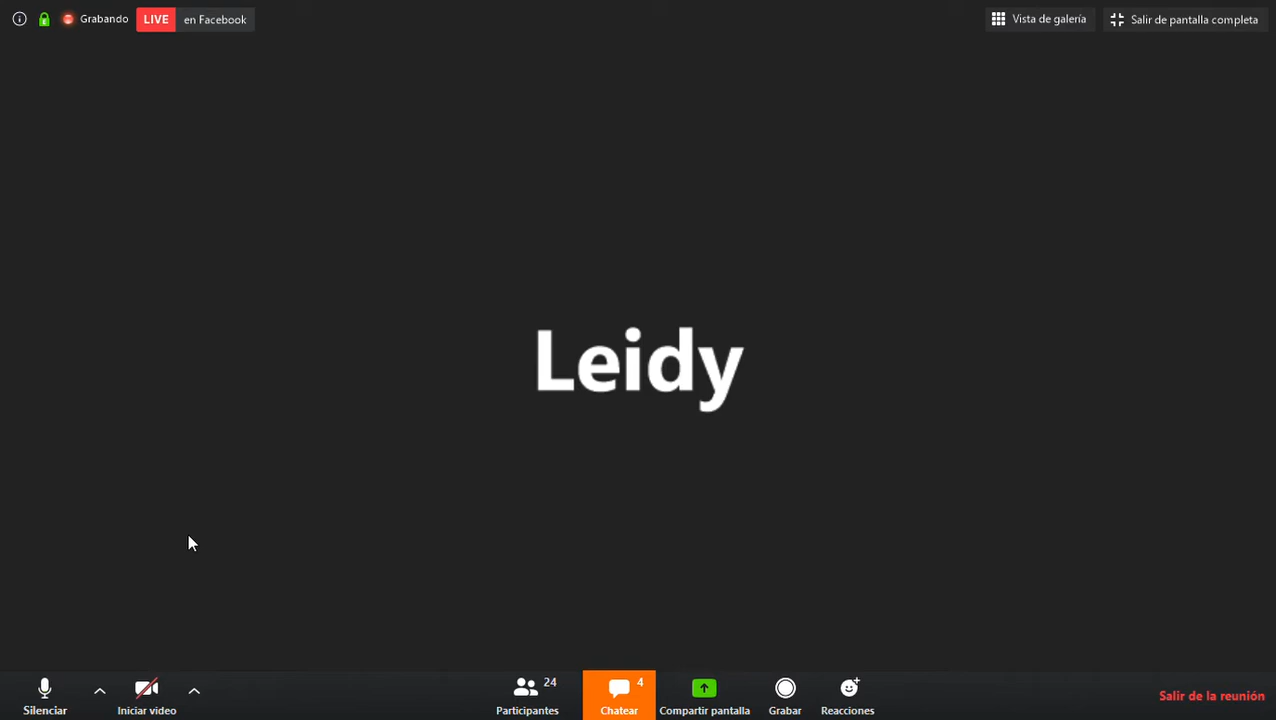 Grabando LIVE en Facebook Vista de galería Salir de pantalla completa
Leidy
24 4
Silenciar Iniciar video Participantes Chatear Compartir pantalla Grabar Reacciones Salir de la reunión